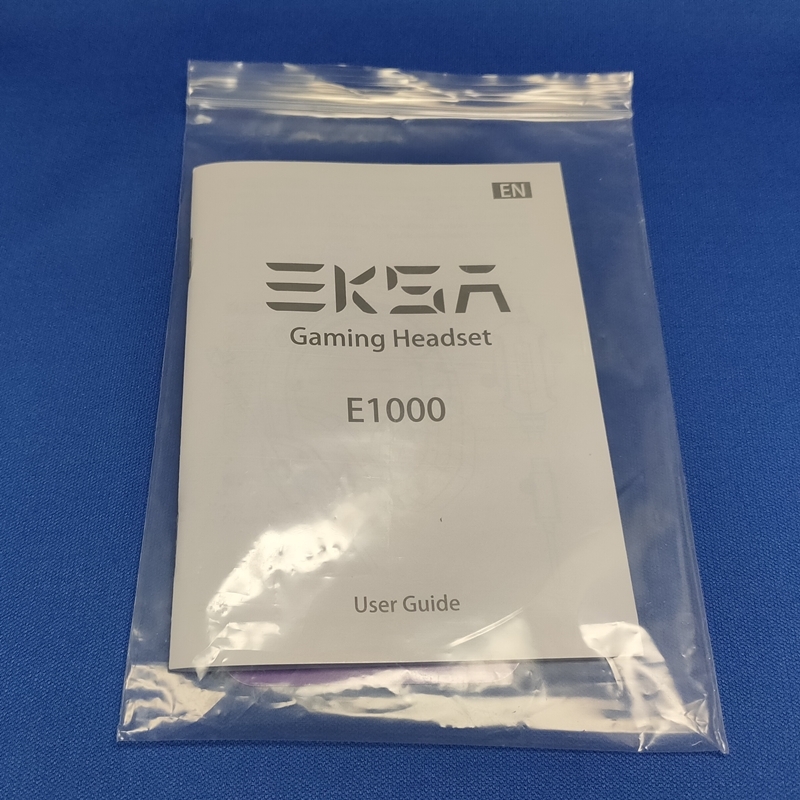 EN
EKSA
Gaming Headset
E1000
User Guide